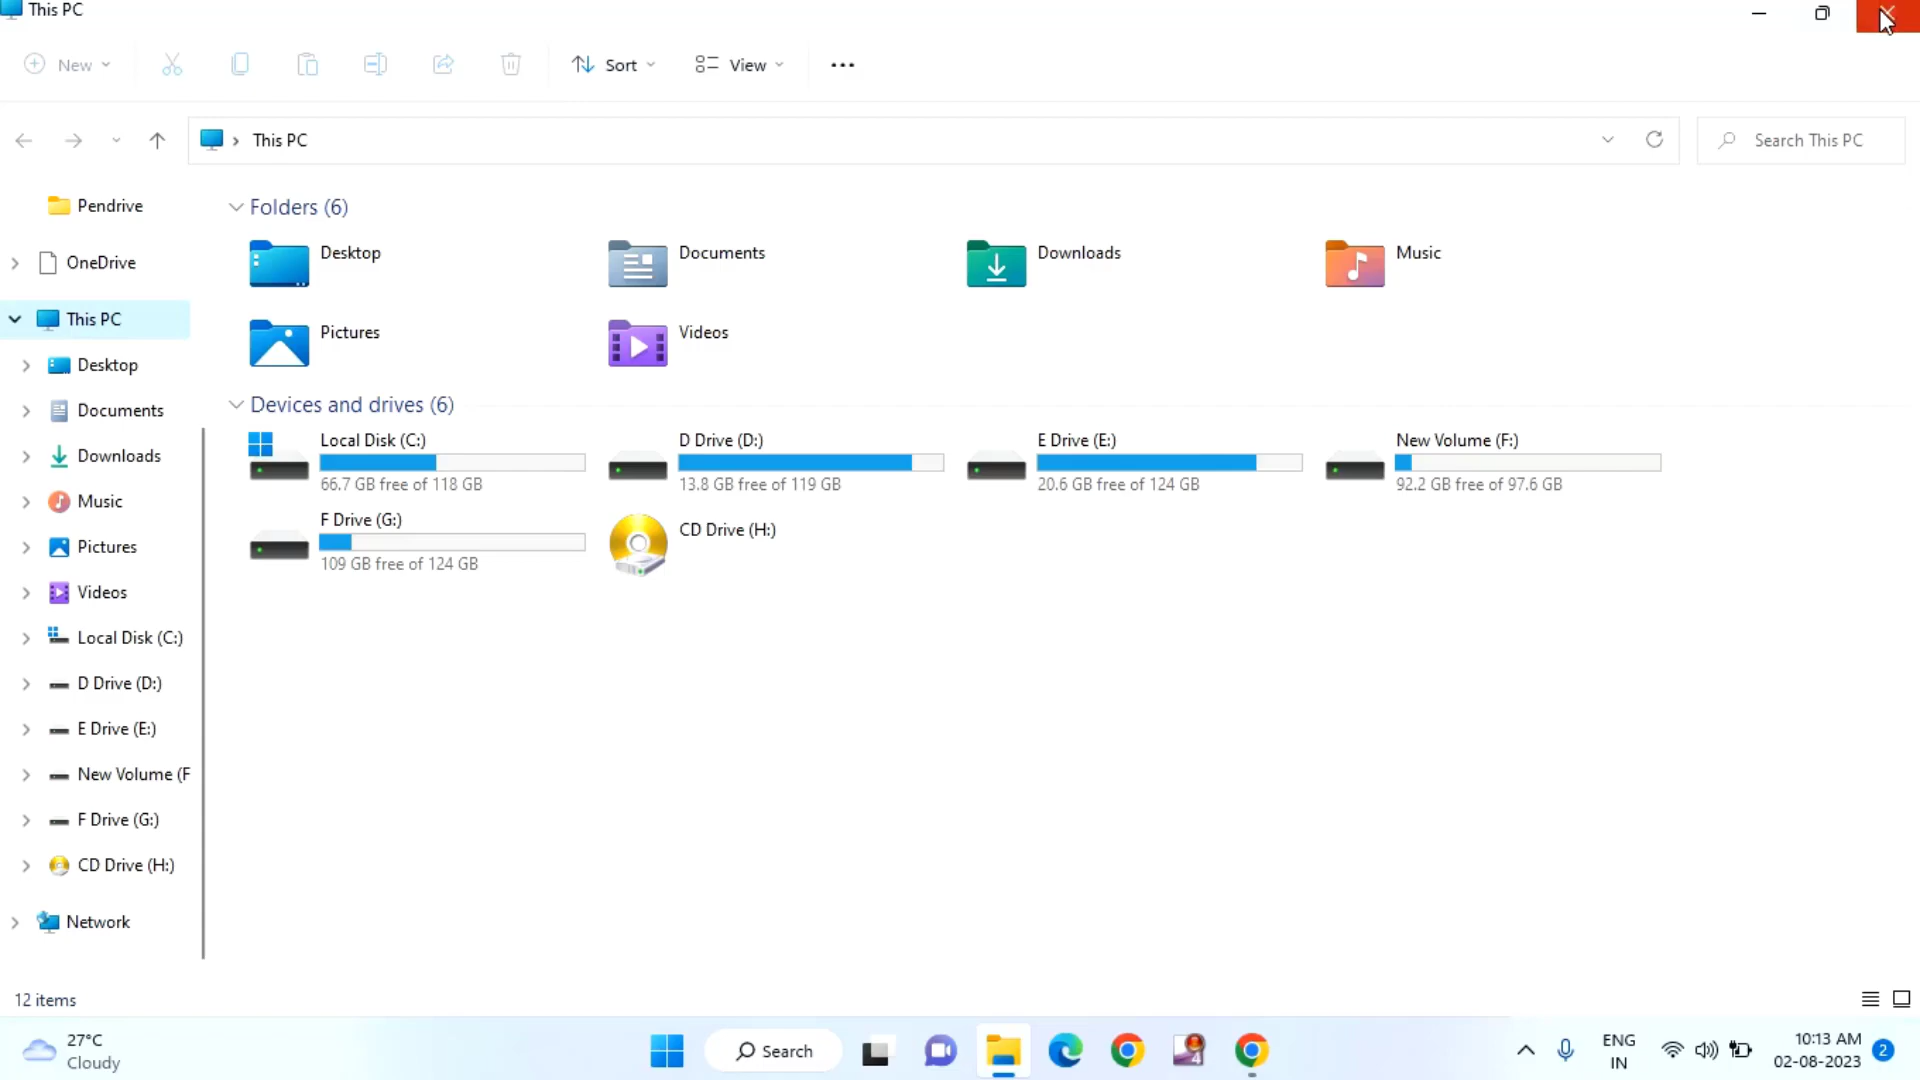 This PC
New
Sort
View
This PC
Search This PC
Pendrive
OneDrive
This PC
Desktop
Documents
Downloads
Music
Pictures
Videos
Local Disk (C:)
D Drive (D:)
E Drive (E:)
New Volume (F
F Drive (G:)
CD Drive (H:)
Network
Folders (6)
Desktop
Documents
Downloads
Music
Pictures
Videos
Devices and drives (6)
Local Disk (C:)
66.7 GB free of 118 GB
D Drive (D:)
13.8 GB free of 119 GB
E Drive (E:)
20.6 GB free of 124 GB
New Volume (F:)
92.2 GB free of 97.6 GB
F Drive (G:)
109 GB free of 124 GB
CD Drive (H:)
12 items
27°C
Cloudy
Search
4
ENG
IN
10:13 AM
02-08-2023
2